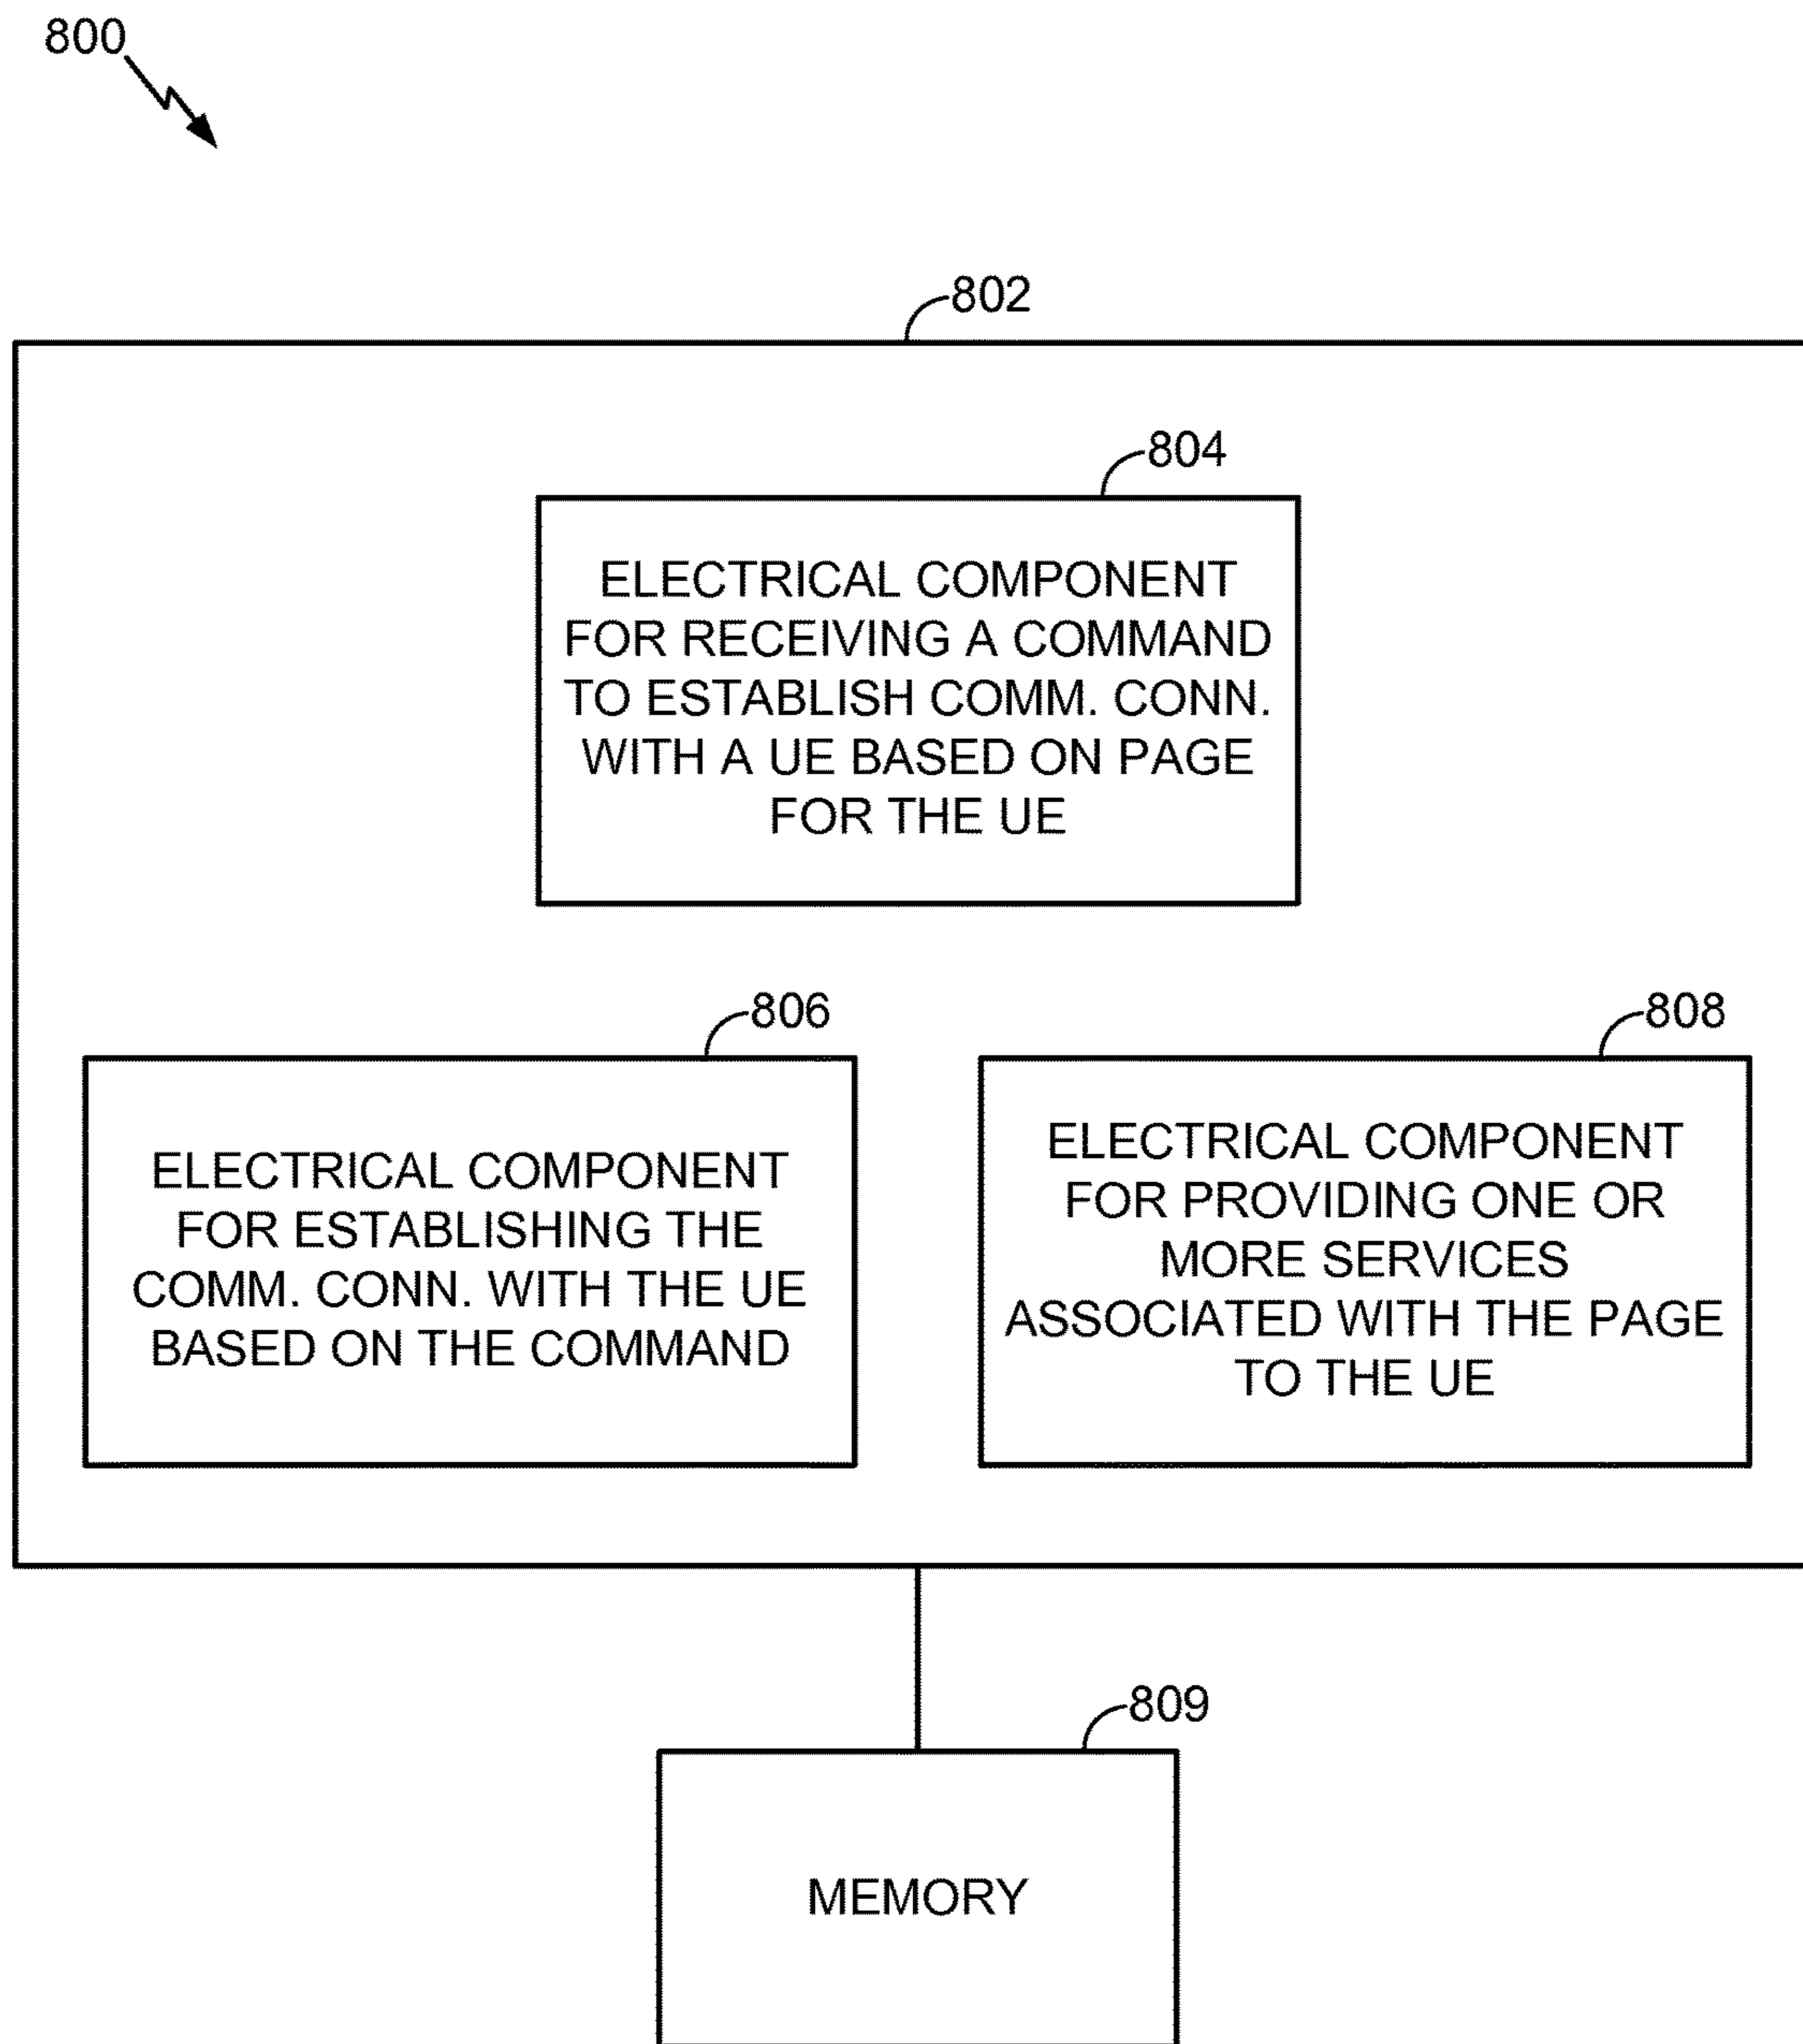 800
802
804
ELECTRICAL COMPONENT
FOR RECEIVING A COMMAND
TO ESTABLISH COMM. CONN.
WITH A UE BASED ON PAGE
FOR THE UE
806
ELECTRICAL COMPONENT
FOR ESTABLISHING THE
COMM. CONN. WITH THE UE
BASED ON THE COMMAND
808
ELECTRICAL COMPONENT
FOR PROVIDING ONE OR
MORE SERVICES
ASSOCIATED WITH THE PAGE
TO THE UE
809
MEMORY